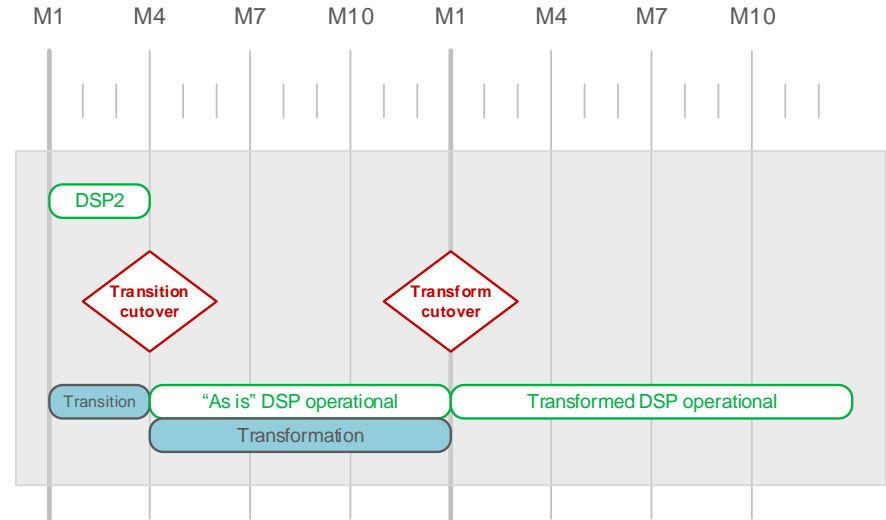 M1 M4 M7 M10 M1 M4 M7 M10
DSP2
Transition
cutover
Transform
cutover
Transition
“As is” DSP operational
Transformed DSP operational
Transformation